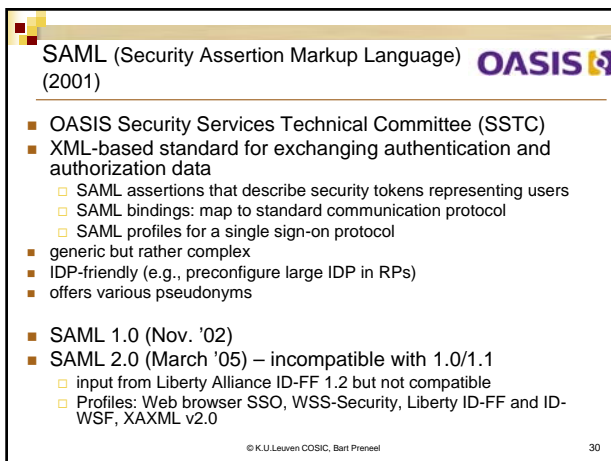 SAML (Security Assertion Markup Language)
(2001)
OASIS
OASIS Security Services Technical Committee (SSTC)
XML-based standard for exchanging authentication and
authorization data
SAML assertions that describe security tokens representing users
SAML bindings: map to standard communication protocol
SAML profiles for a single sign-on protocol
generic but rather complex
IDP-friendly (e.g., preconfigure large IDP in RPs)
offers various pseudonyms
SAML 1.0 (Nov. '02)
SAML 2.0 (March '05) – incompatible with 1.0/1.1
input from Liberty Alliance ID-FF 1.2 but not compatible
Profiles: Web browser SSO, WSS-Security, Liberty ID-FF and ID-
WSF, XAXML v2.0
© K.U.Leuven COSIC, Bart Preneel
30